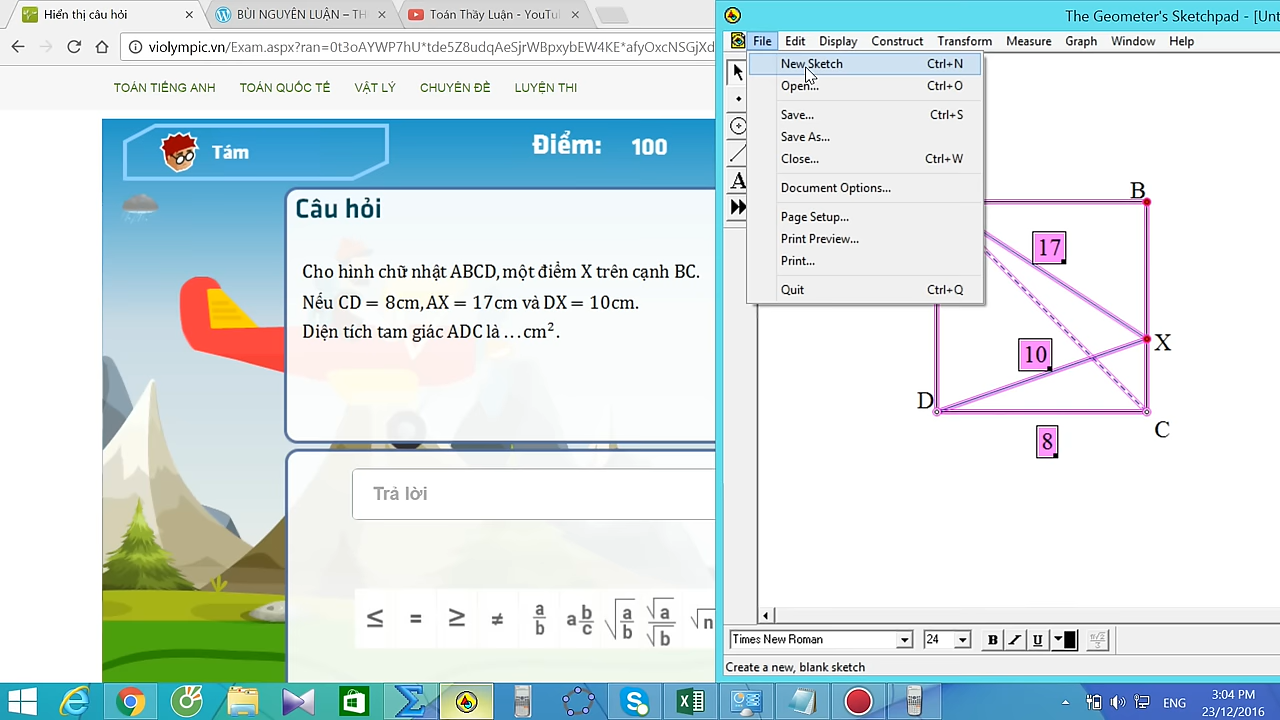 Hiển thị câu hỏi
BÙI NGUYÊN LUẬN – TH
Toán Thầy Luận - YouTu
The Geometer's Sketchpad - [Unt
violympic.vn/Exam.aspx?tan=0t3oAYWP7hU*tde5Z8udqAeSjrWBpxybEW4KE*afyOxcNSGjXd
File Edit Display Construct Transform Measure Graph Window Help
TOÁN TIẾNG ANH TOÁN QUỐC TẾ VẬT LÝ CHUYÊN ĐỀ LUYỆN THI
New Sketch Ctrl+N
Open... Ctrl+O
Save... Ctrl+S
Save As...
Close... Ctrl+W
Document Options...
Page Setup...
Print Preview...
Print...
Quit Ctrl+Q
Tám
Điểm: 100
Câu hỏi
Cho hình chữ nhật ABCD, một điểm X trên cạnh BC.
Nếu CD = 8cm, AX = 17cm và DX = 10cm.
Diện tích tam giác ADC là ... cm².
Trả lời
≤ = ≥ ≠ a/b a b/c √a/b √a/√b √n
A
B
17
X
10
D
C
8
Times New Roman 24 B I U
Create a new, blank sketch
ENG
3:04 PM
23/12/2016